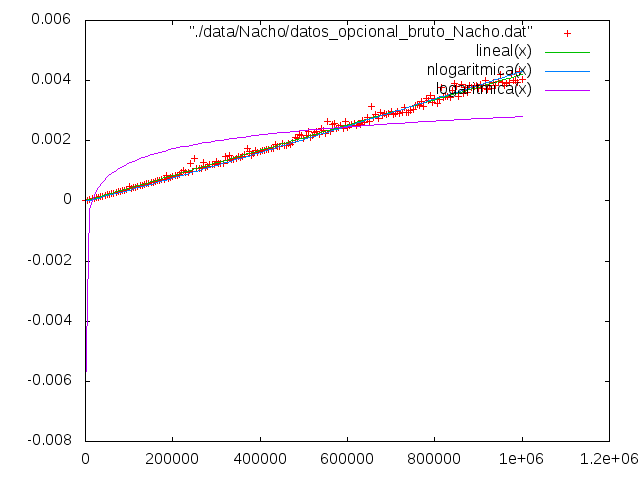 0.006
0.004
0.002
0
-0.002
-0.004
-0.006
-0.008
0
200000
400000
600000
800000
1e+06
1.2e+06
"./data/Nacho/datos_opcional_bruto_Nacho.dat"
lineal(x)
nlogaritmica(x)
logaritmica(x)